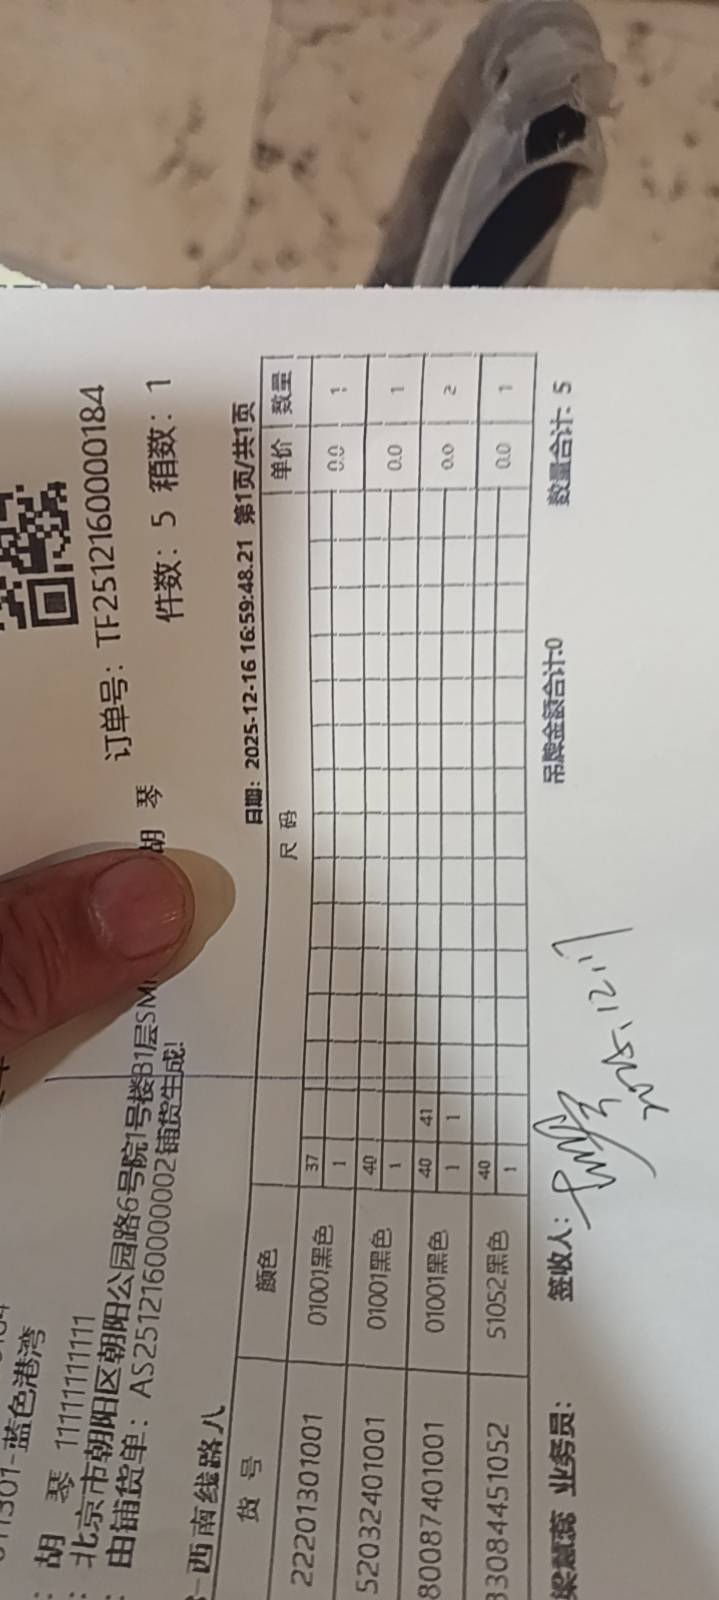 订单号：TF25121600000184
件数：5 箱数：1
蓝色港湾
胡 琴 11111111111
胡 琴
北京市朝阳区朝阳公园路6号院1号楼B1层SM
由铺货单：AS25121600000002铺货生成!
西南线路八
日期：2025-12-16 16:59:48.21 第1页/共1页
货 号 颜色 尺 码 单价 数量
37
22201301001 01001黑色 1 0.0 1
40
52032401001 01001黑色 1 0.0 1
40 41
80087401001 01001黑色 1 1 0.0 2
40
33084451052 51052黑色 1 0.0 1
业务员： 签收人： 吊牌金额合计:0 数量合计: 5